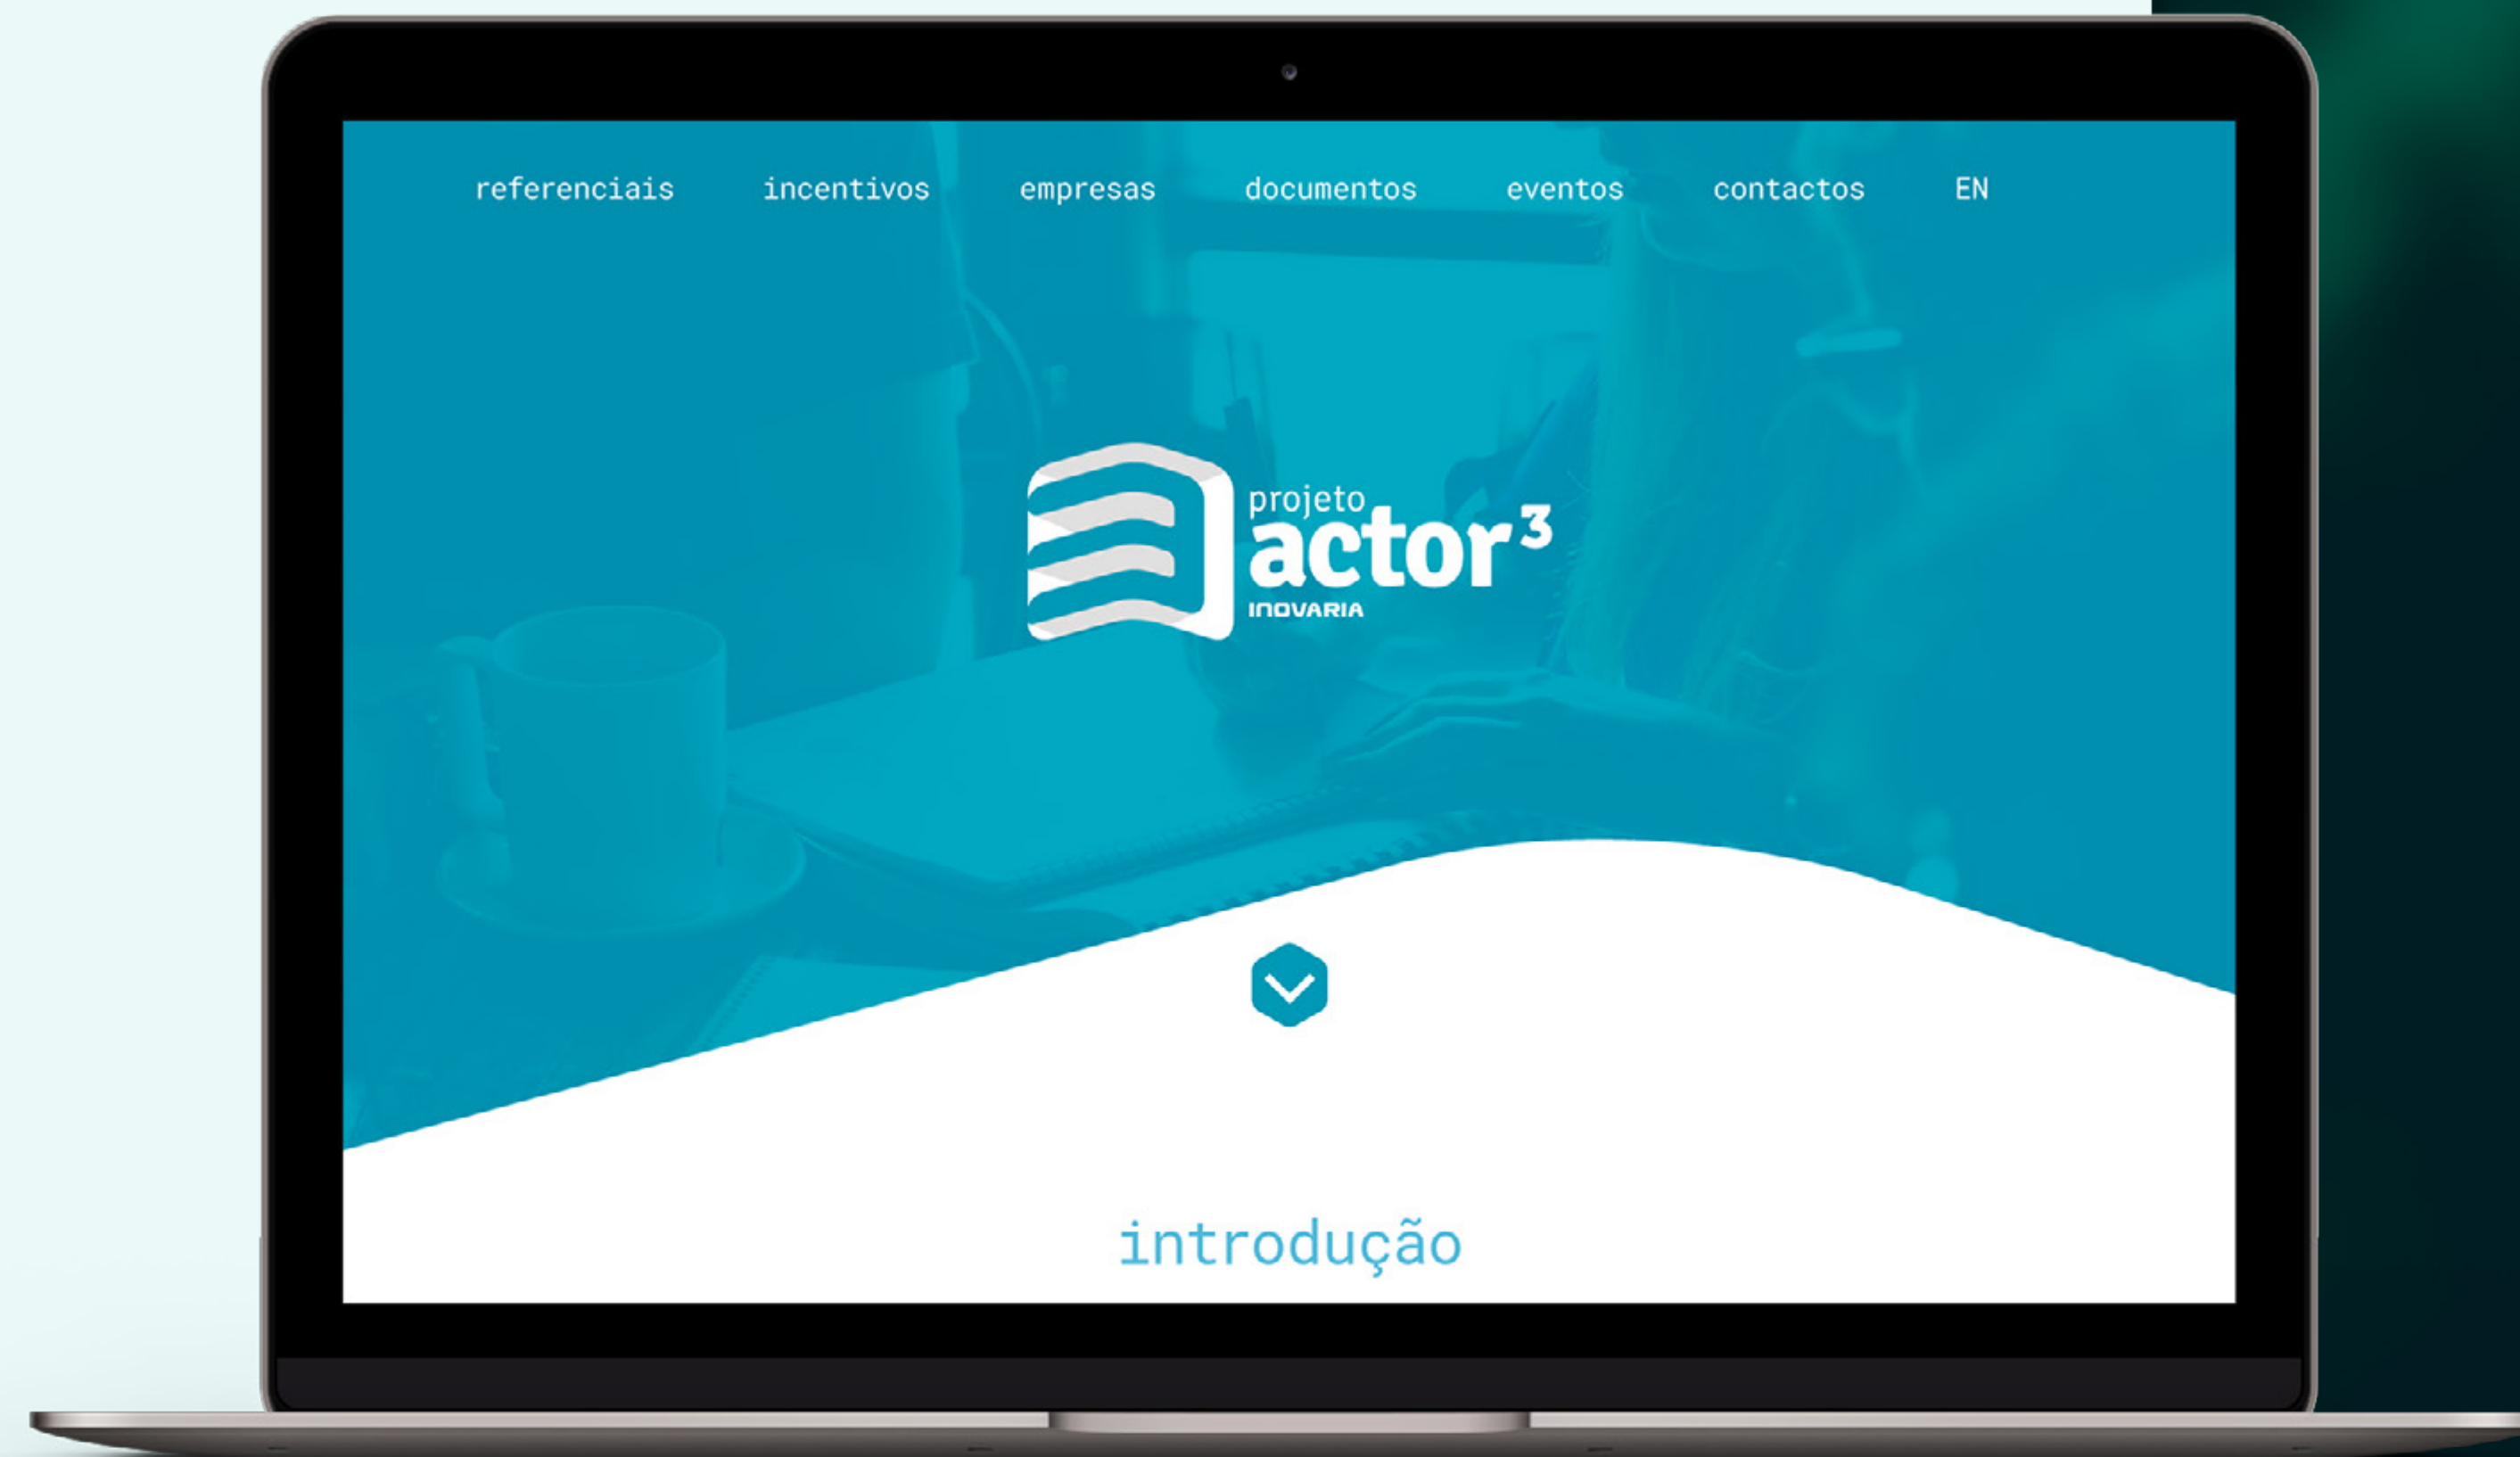 referenciais incentivos empresas documentos eventos contactos EN
projeto
actor³
INOVARIA
introdução